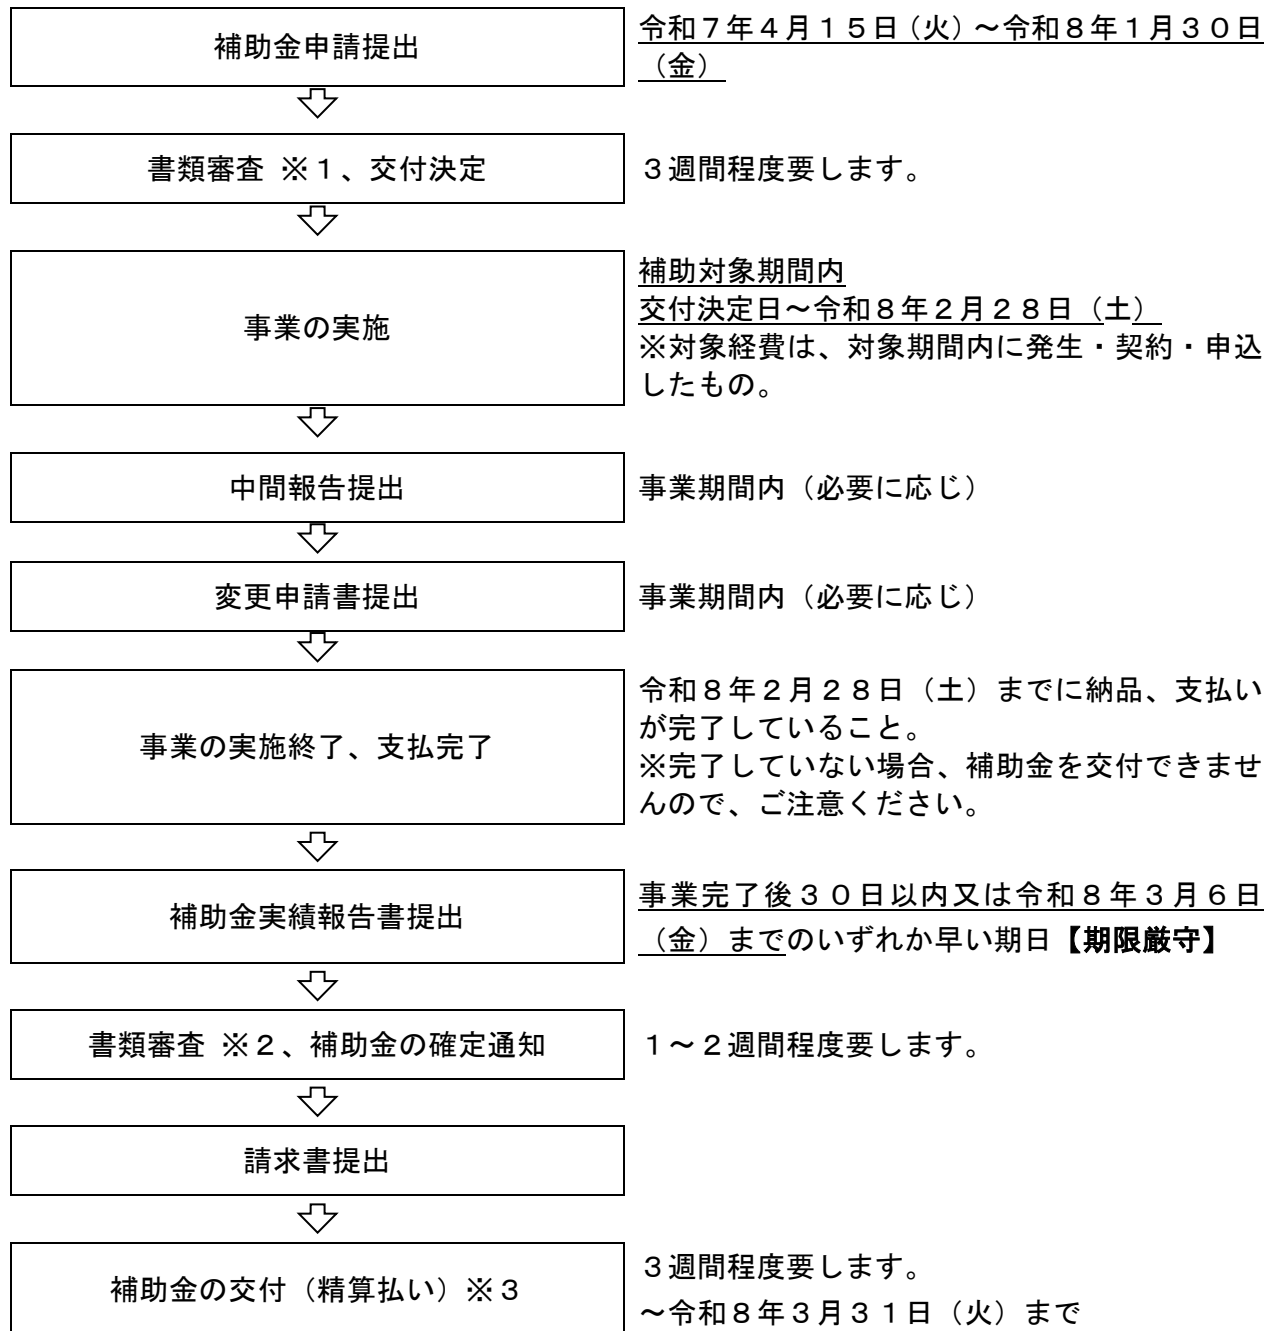 補助金申請提出
令和７年４月１５日（火）～令和８年１月３０日
（金）
書類審査 ※１、交付決定
３週間程度要します。
事業の実施
補助対象期間内
交付決定日～令和８年２月２８日（土）
※対象経費は、対象期間内に発生・契約・申込
したもの。
中間報告提出
事業期間内（必要に応じ）
変更申請書提出
事業期間内（必要に応じ）
事業の実施終了、支払完了
令和８年２月２８日（土）までに納品、支払い
が完了していること。
※完了していない場合、補助金を交付できませ
んので、ご注意ください。
補助金実績報告書提出
事業完了後３０日以内又は令和８年３月６日
（金）までのいずれか早い期日【期限厳守】
書類審査 ※２、補助金の確定通知
１～２週間程度要します。
請求書提出
補助金の交付（精算払い）※３
３週間程度要します。
～令和８年３月３１日（火）まで